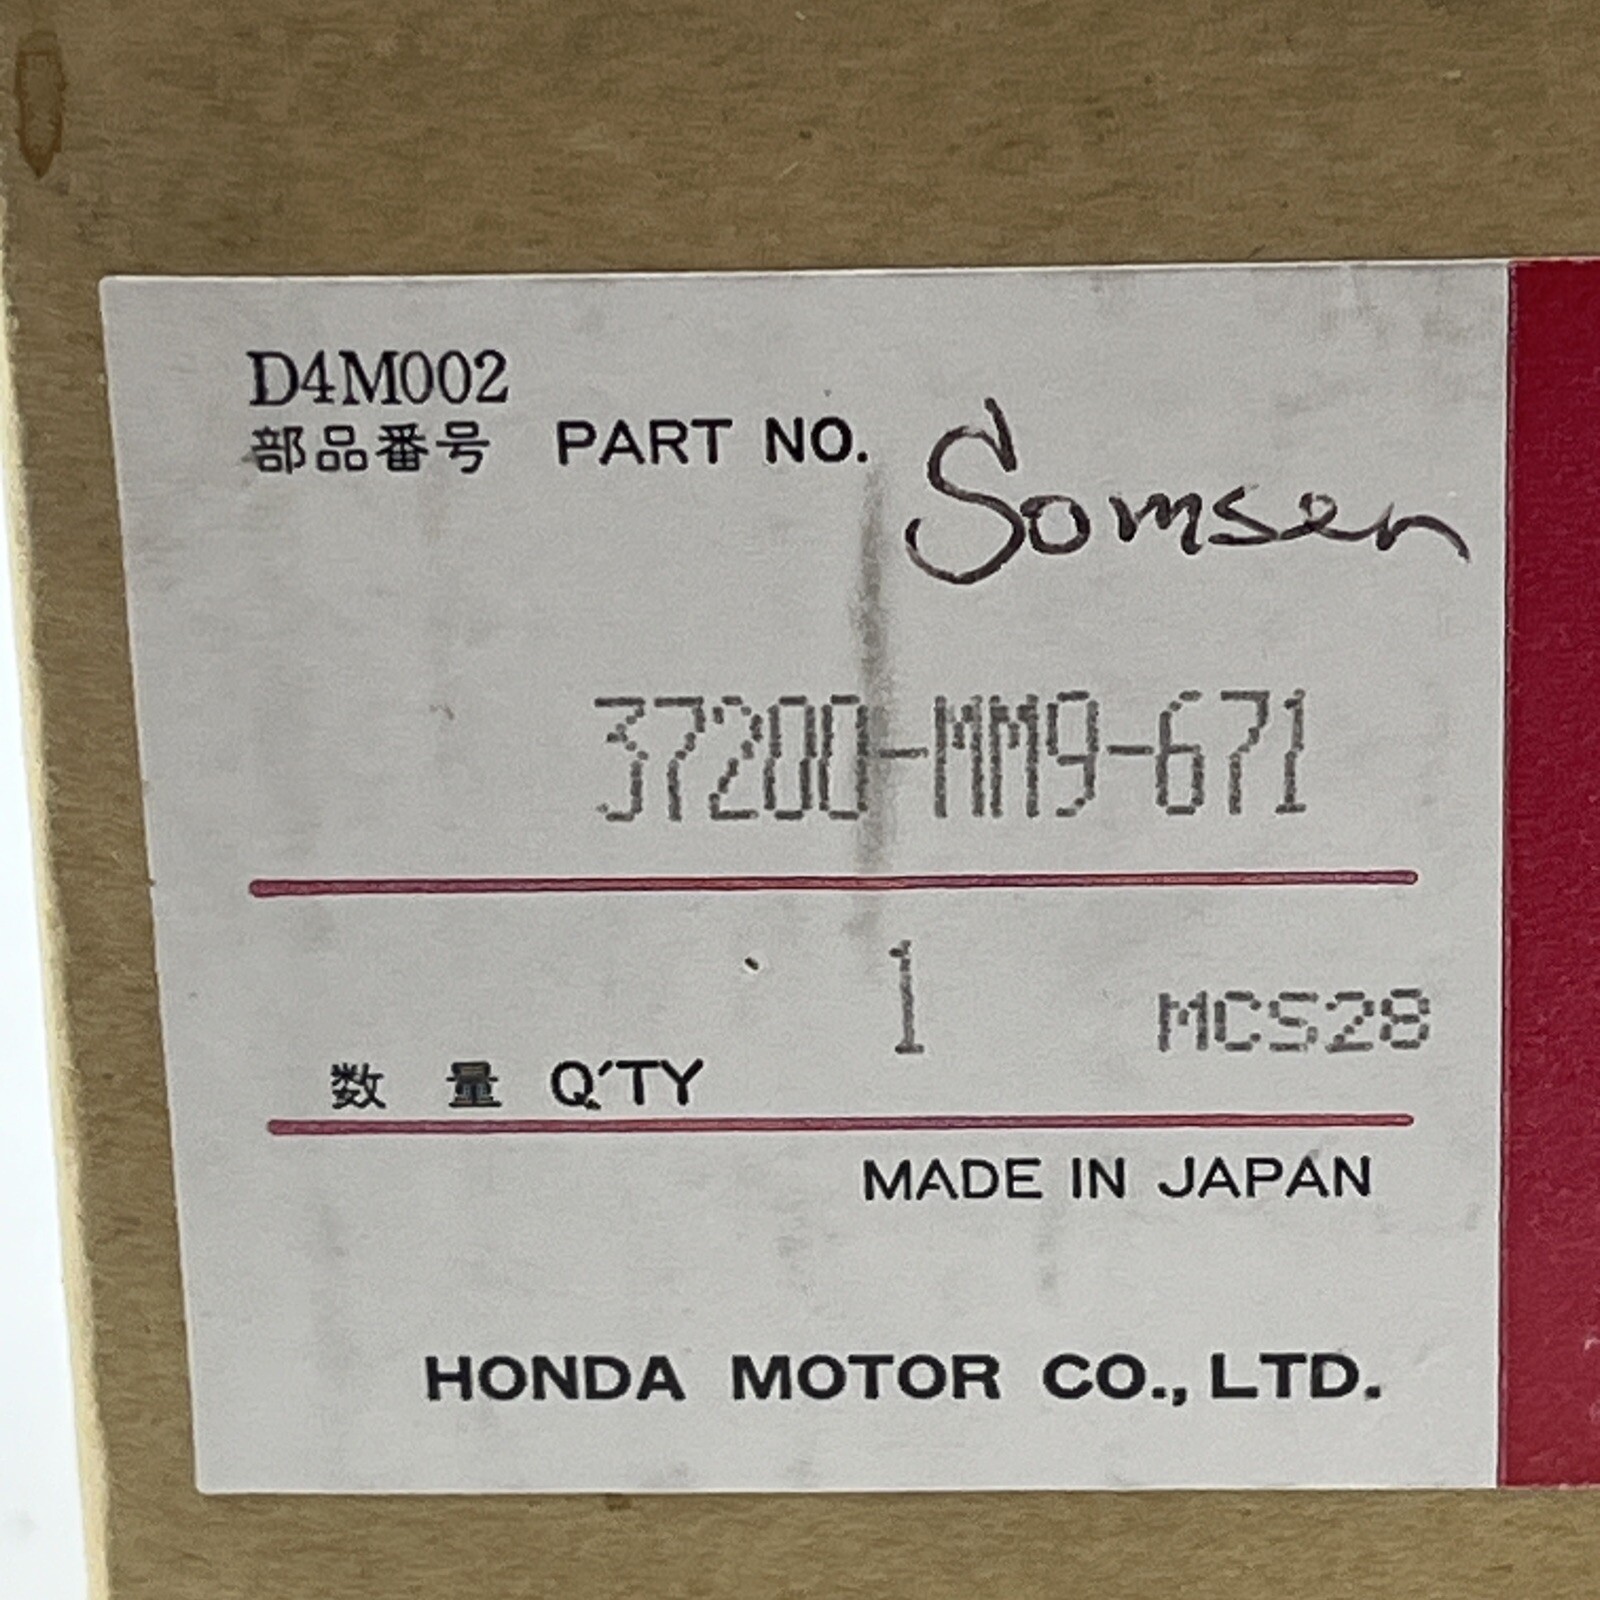 D4M002
部品番号 PART NO.
Somsen
37200-MM9-671
1 MCS28
数 量 Q'TY
MADE IN JAPAN
HONDA MOTOR CO., LTD.